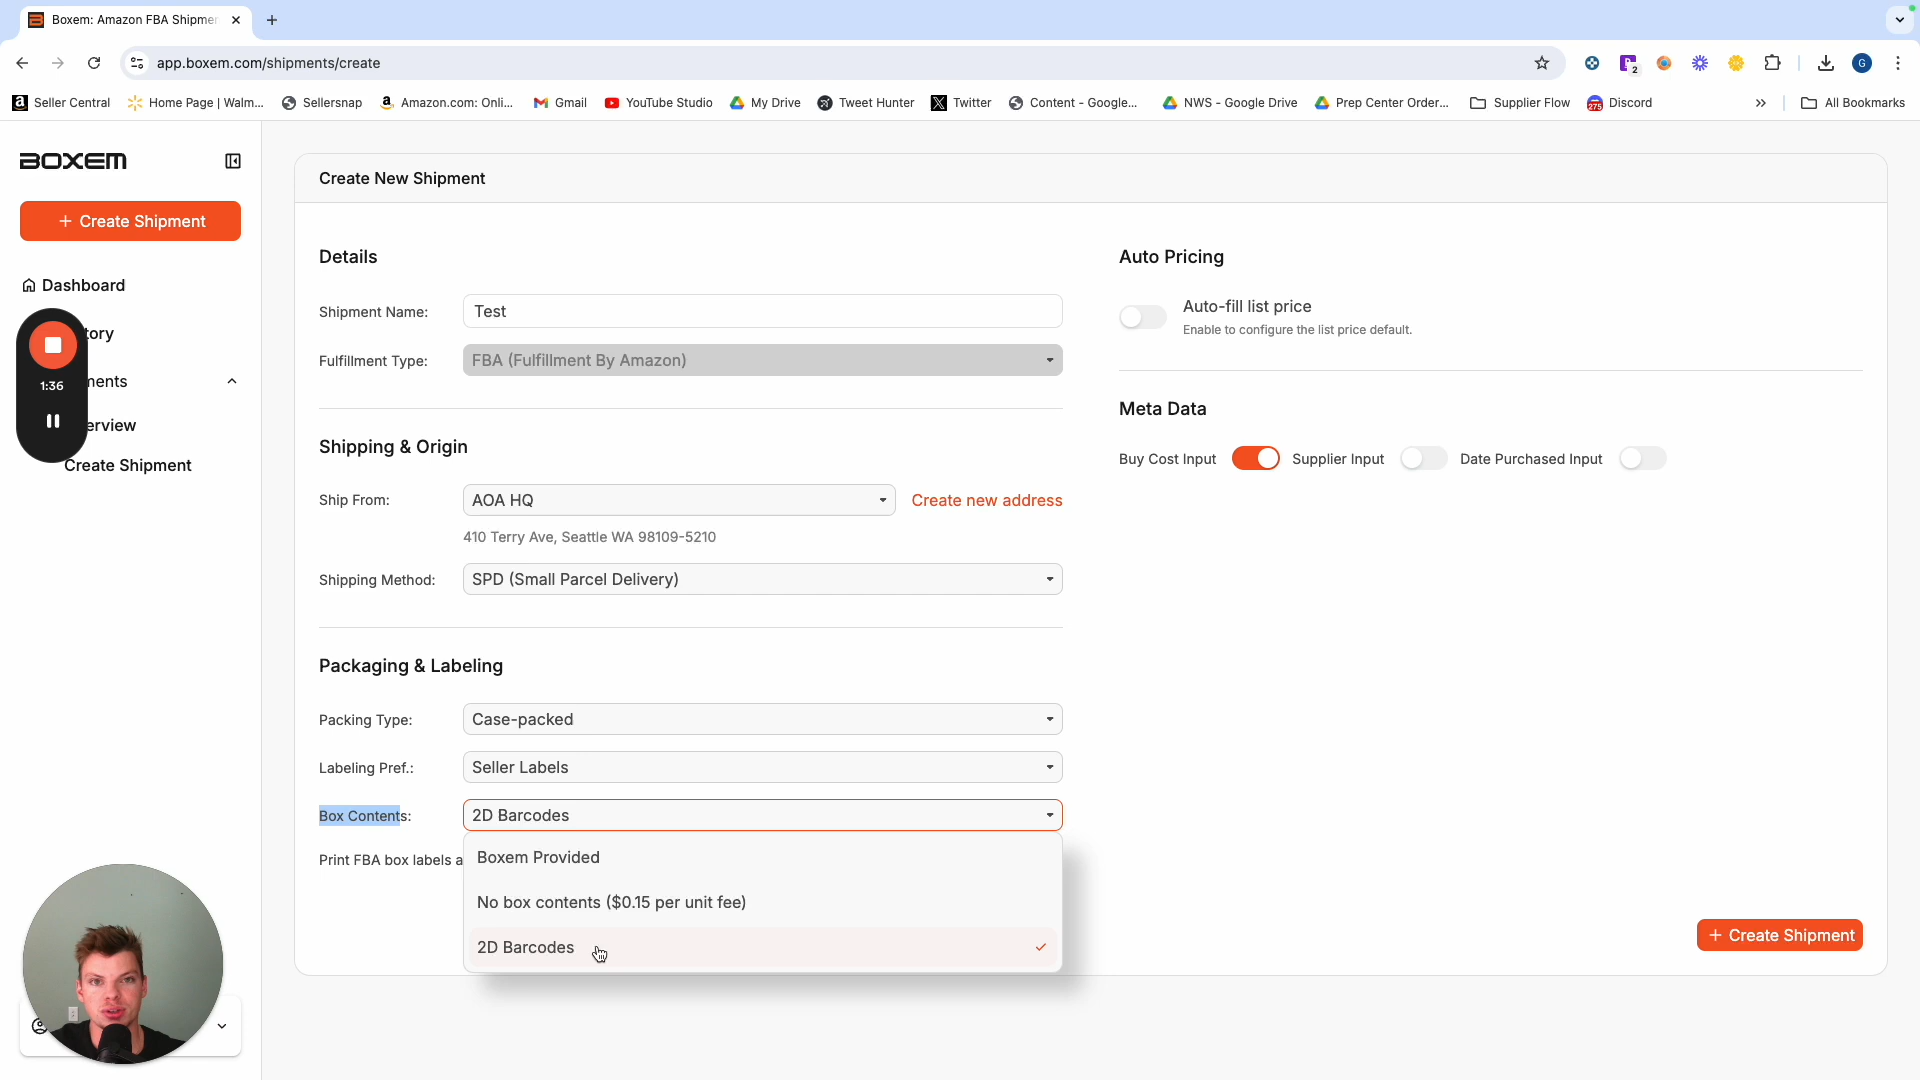 Boxem: Amazon FBA Shipmen
app.boxem.com/shipments/create
2
G
Seller Central
Home Page | Walm...
Sellersnap
Amazon.com: Onli...
Gmail
YouTube Studio
My Drive
Tweet Hunter
Twitter
Content - Google...
NWS - Google Drive
Prep Center Order...
Supplier Flow
275
Discord
All Bookmarks
BOXEM
+ Create Shipment
Dashboard
tory
ments
erview
Create Shipment
1:36
Create New Shipment
Details
Shipment Name:
Test
Fulfillment Type:
FBA (Fulfillment By Amazon)
Shipping & Origin
Ship From:
AOA HQ
Create new address
410 Terry Ave, Seattle WA 98109-5210
Shipping Method:
SPD (Small Parcel Delivery)
Packaging & Labeling
Packing Type:
Case-packed
Labeling Pref.:
Seller Labels
Box Contents:
2D Barcodes
Print FBA box labels a
Boxem Provided
No box contents ($0.15 per unit fee)
2D Barcodes
Auto Pricing
Auto-fill list price
Enable to configure the list price default.
Meta Data
Buy Cost Input
Supplier Input
Date Purchased Input
+ Create Shipment